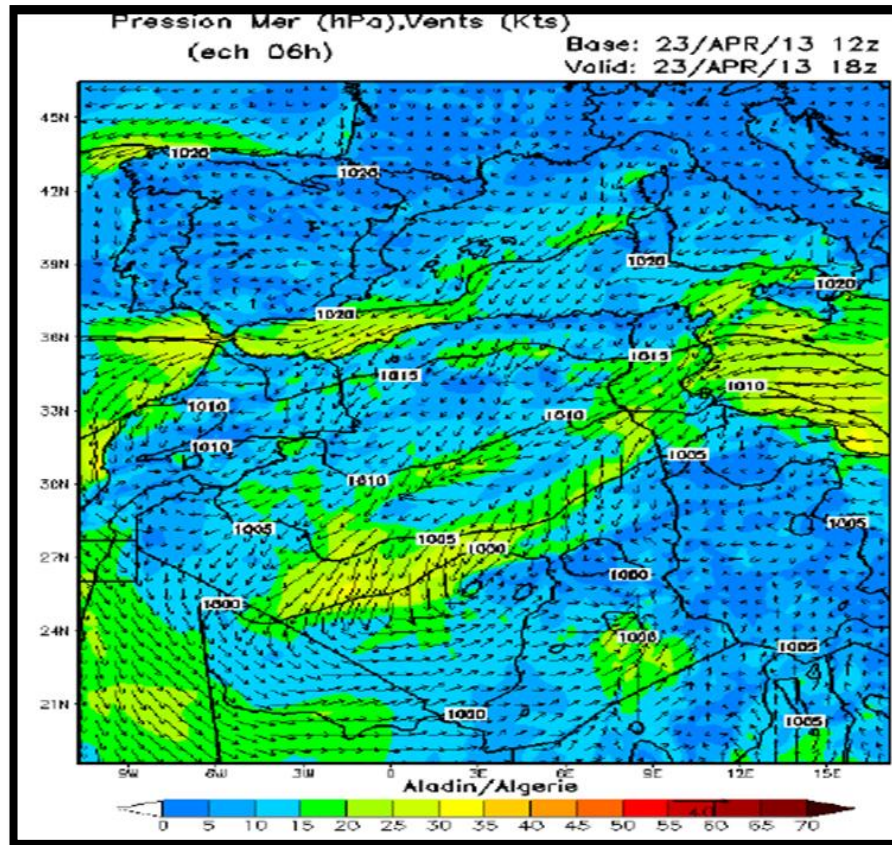 Pression Mer (hPa),Vents (Kts)
(ech 06h)
Base: 23/APR/13 12z
Valid: 23/APR/13 18z
45N
1020
1020
42N
39N
1020
1020
1020
36N
1015
1015
1010
1010
33N
1010
1010
1005
30N
1010
1005
1005
1005
27N
1000
1000
1000
24N
1005
21N
1000
1005
9W 6W 3W 0 3E 6E 9E 12E 15E
Aladin/Algerie
0 5 10 15 20 25 30 35 40 45 50 55 60 65 70